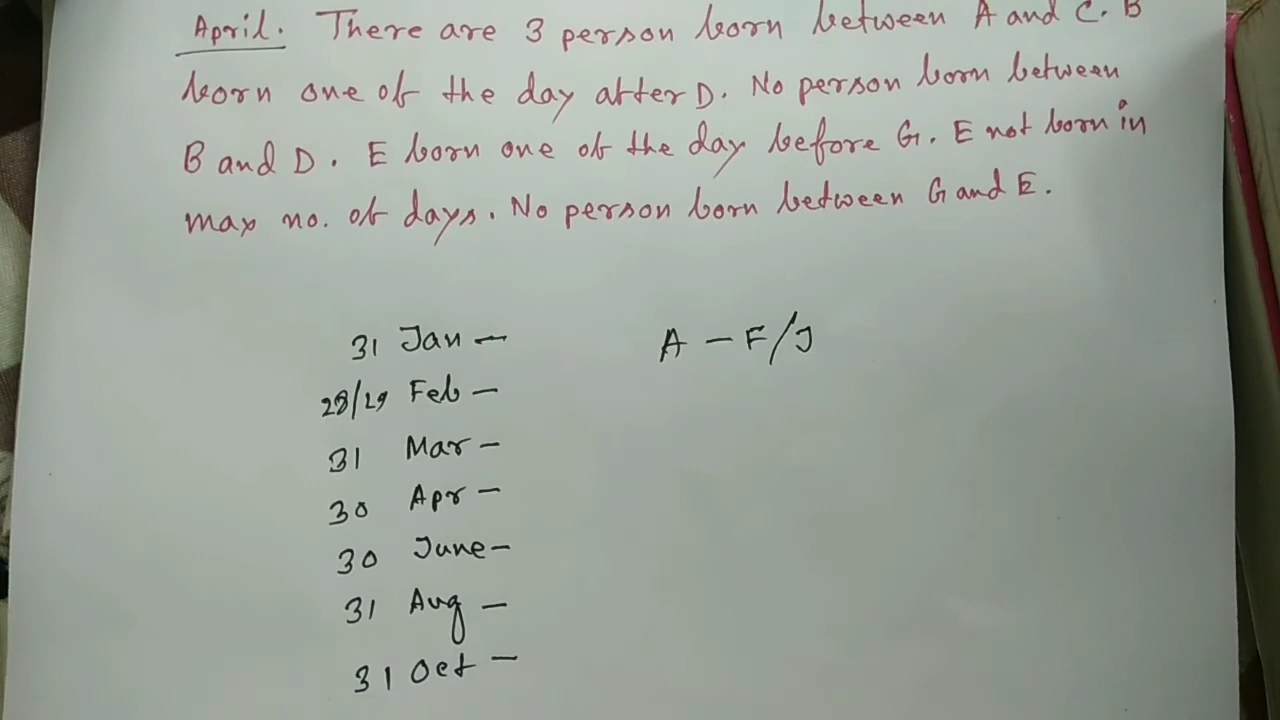 April. There are 3 person born between A and C. B
born one of the day after D. No person born between
B and D. E born one of the day before G. E not born in
max no. of days. No person born between G and E.
31 Jan — A — F/J
28/29 Feb —
31 Mar —
30 Apr —
30 June —
31 Aug —
31 Oct —